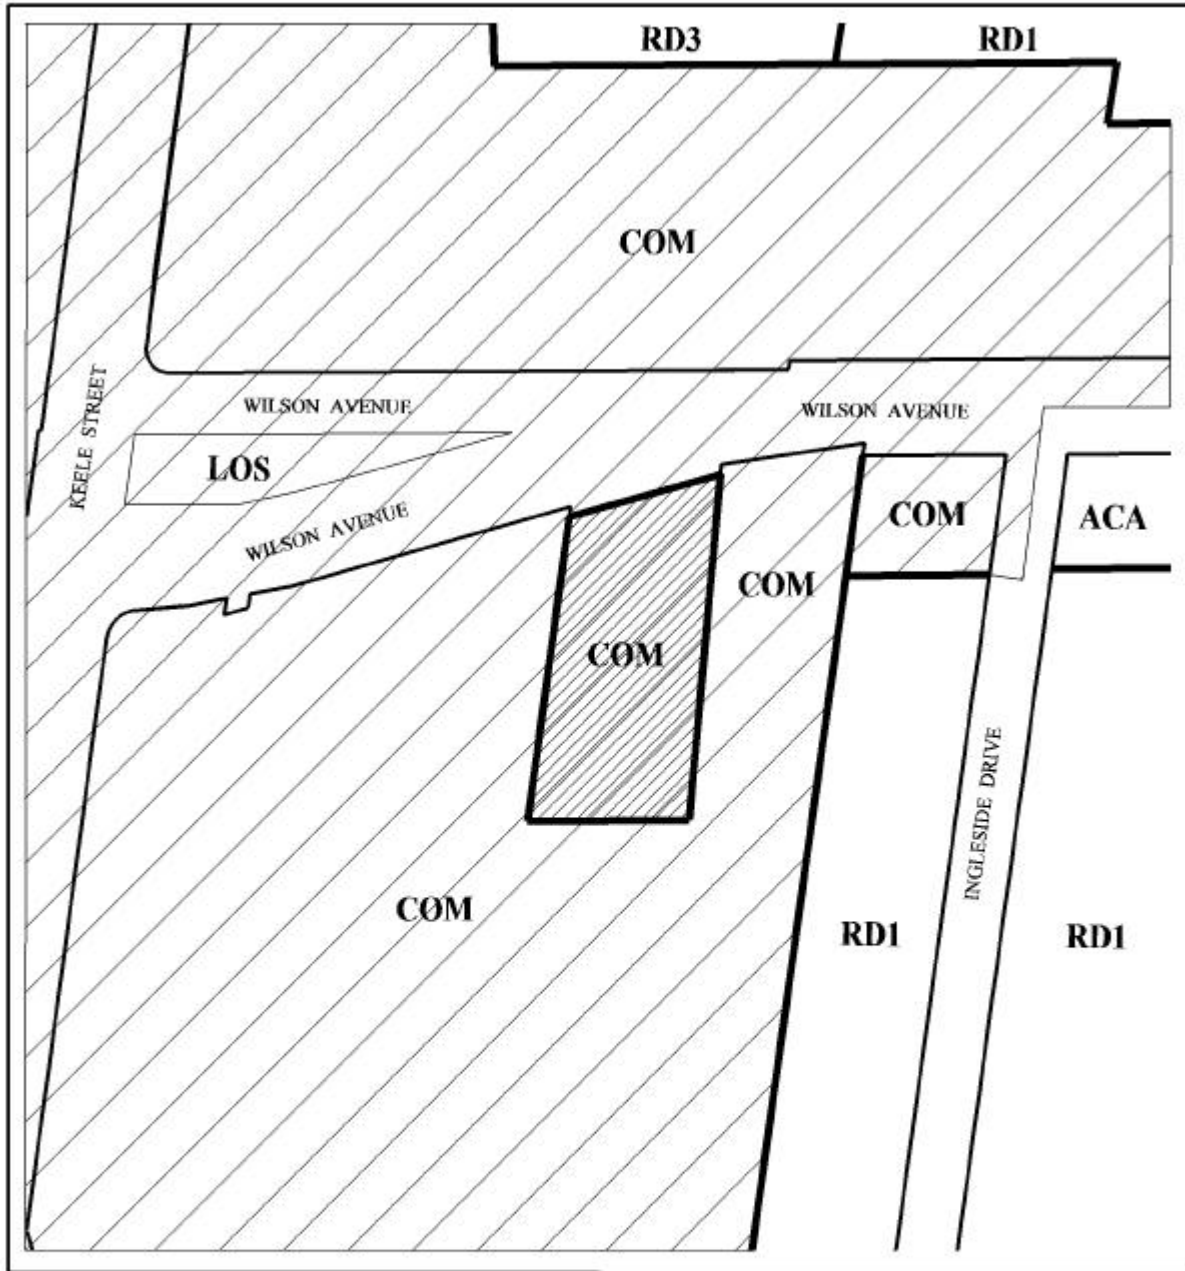 RD3
RD1
COM
WILSON AVENUE
WILSON AVENUE
KEELE STREET
LOS
WILSON AVENUE
COM
ACA
COM
COM
INGLESIDE DRIVE
COM
RD1
RD1